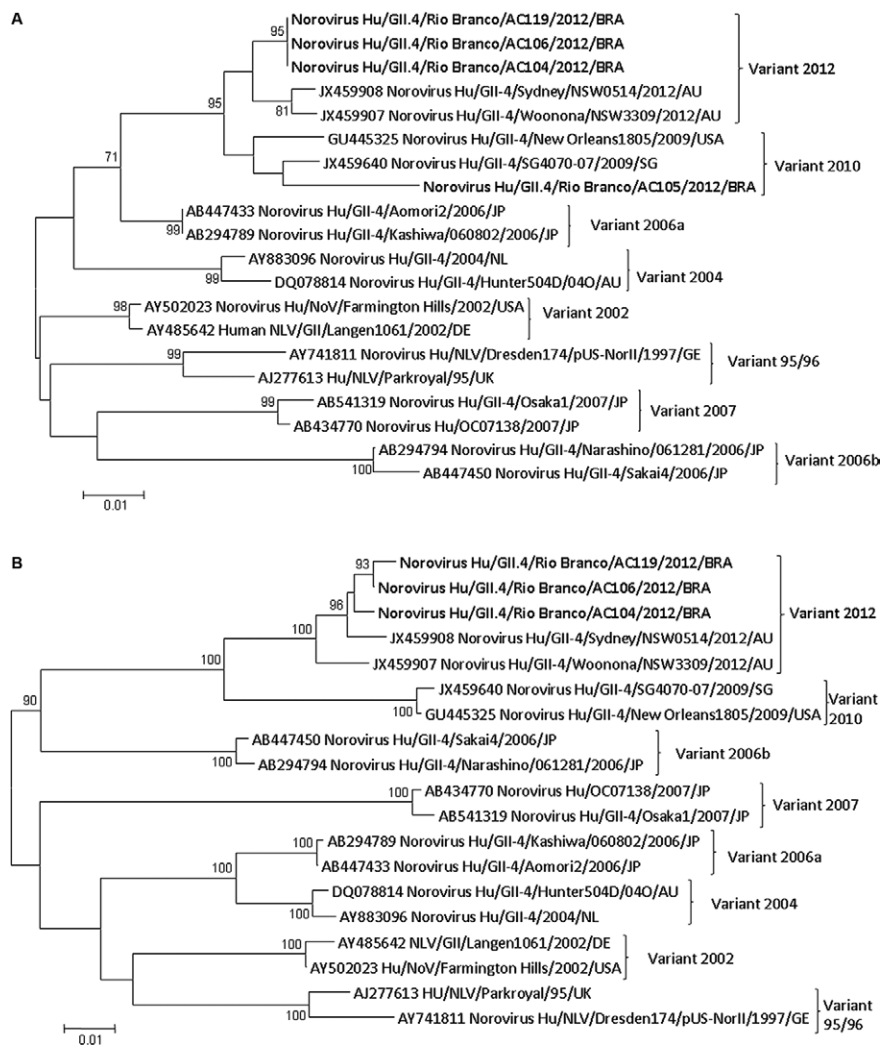 A
95
Norovirus Hu/GII.4/Rio Branco/AC119/2012/BRA
Norovirus Hu/GII.4/Rio Branco/AC106/2012/BRA
Norovirus Hu/GII.4/Rio Branco/AC104/2012/BRA
Variant 2012
95
JX459908 Norovirus Hu/GII-4/Sydney/NSW0514/2012/AU
81
JX459907 Norovirus Hu/GII-4/Woonona/NSW3309/2012/AU
GU445325 Norovirus Hu/GII-4/New Orleans1805/2009/USA
71
JX459640 Norovirus Hu/GII-4/SG4070-07/2009/SG
Variant 2010
Norovirus Hu/GII.4/Rio Branco/AC105/2012/BRA
AB447433 Norovirus Hu/GII-4/Aomori2/2006/JP
Variant 2006a
99
AB294789 Norovirus Hu/GII-4/Kashiwa/060802/2006/JP
AY883096 Norovirus Hu/GII-4/2004/NL
Variant 2004
99
DQ078814 Norovirus Hu/GII-4/Hunter504D/04O/AU
98
AY502023 Norovirus Hu/NoV/Farmington Hills/2002/USA
Variant 2002
AY485642 Human NLV/GII/Langen1061/2002/DE
99
AY741811 Norovirus Hu/NLV/Dresden174/pUS-NorII/1997/GE
Variant 95/96
AJ277613 Hu/NLV/Parkroyal/95/UK
99
AB541319 Norovirus Hu/GII-4/Osaka1/2007/JP
Variant 2007
AB434770 Norovirus Hu/OC07138/2007/JP
AB294794 Norovirus Hu/GII-4/Narashino/061281/2006/JP
Variant 2006b
100
AB447450 Norovirus Hu/GII-4/Sakai4/2006/JP
0.01
B
93
Norovirus Hu/GII.4/Rio Branco/AC119/2012/BRA
Norovirus Hu/GII.4/Rio Branco/AC106/2012/BRA
96
Norovirus Hu/GII.4/Rio Branco/AC104/2012/BRA
Variant 2012
100
JX459908 Norovirus Hu/GII-4/Sydney/NSW0514/2012/AU
100
JX459907 Norovirus Hu/GII-4/Woonona/NSW3309/2012/AU
JX459640 Norovirus Hu/GII-4/SG4070-07/2009/SG
Variant
2010
90
100
GU445325 Norovirus Hu/GII-4/New Orleans1805/2009/USA
AB447450 Norovirus Hu/GII-4/Sakai4/2006/JP
Variant 2006b
100
AB294794 Norovirus Hu/GII-4/Narashino/061281/2006/JP
AB434770 Norovirus Hu/OC07138/2007/JP
Variant 2007
100
AB541319 Norovirus Hu/GII-4/Osaka1/2007/JP
100
AB294789 Norovirus Hu/GII-4/Kashiwa/060802/2006/JP
Variant 2006a
100
AB447433 Norovirus Hu/GII-4/Aomori2/2006/JP
DQ078814 Norovirus Hu/GII-4/Hunter504D/04O/AU
Variant 2004
100
AY883096 Norovirus Hu/GII-4/2004/NL
100
AY485642 NLV/GII/Langen1061/2002/DE
Variant 2002
AY502023 Hu/NoV/Farmington Hills/2002/USA
AJ277613 HU/NLV/Parkroyal/95/UK
Variant
95/96
100
AY741811 Norovirus Hu/NLV/Dresden174/pUS-NorII/1997/GE
0.01